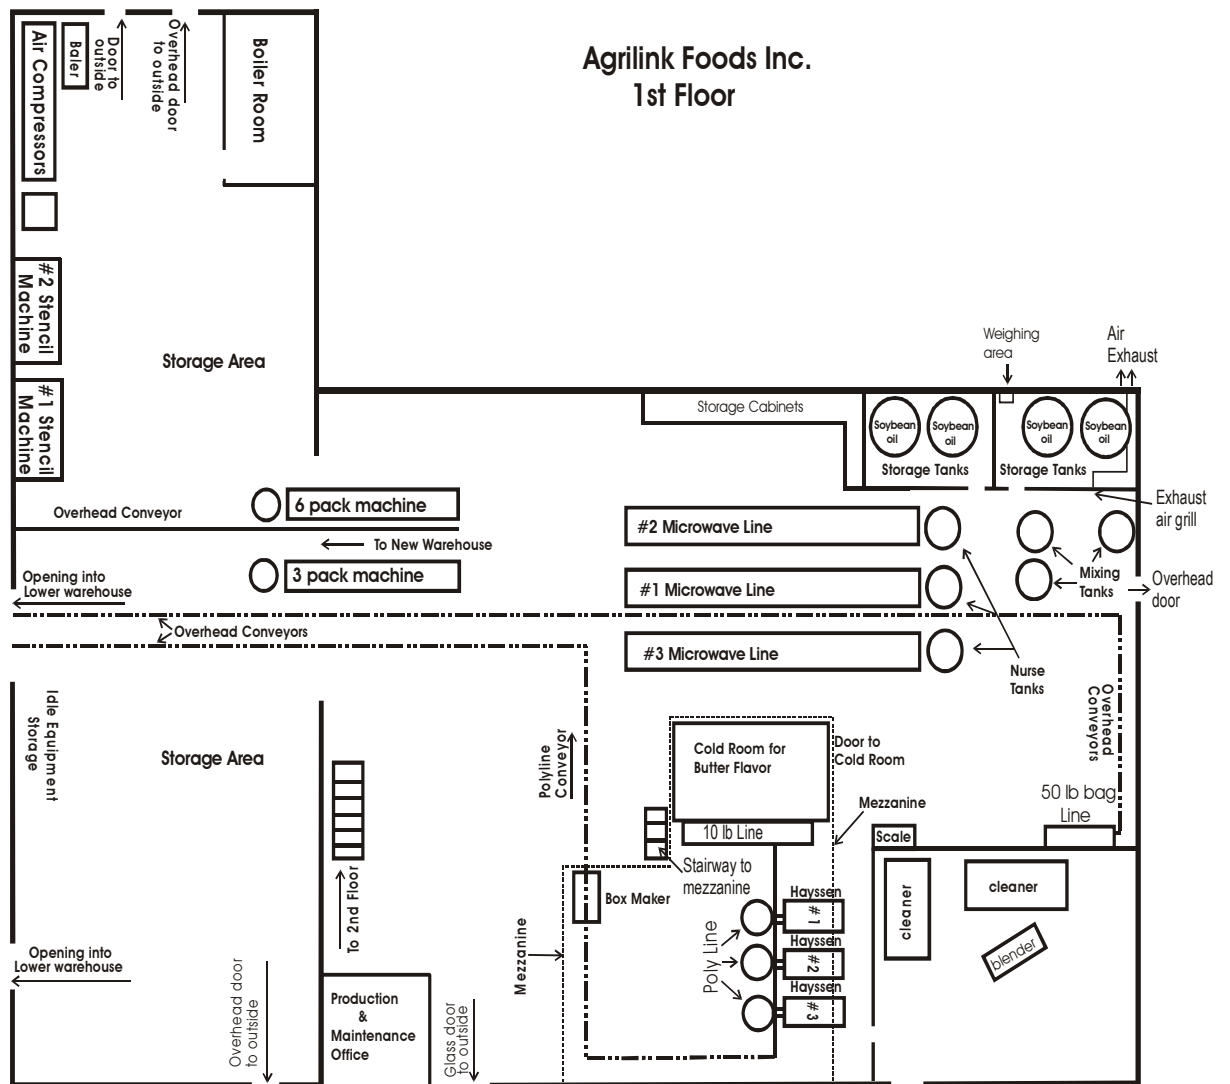 Agrilink Foods Inc.
1st Floor
Air Compressors
Baler
Door to
outside
Overhead door
to outside
Boiler Room
#2 Stencil
Machine
#1 Stencil
Machine
Storage Area
Weighing
area
Air
Exhaust
Storage Cabinets
Soybean
oil
Soybean
oil
Soybean
oil
Soybean
oil
Storage Tanks
Storage Tanks
Exhaust
air grill
Overhead Conveyor
6 pack machine
To New Warehouse
3 pack machine
Opening into
Lower warehouse
#2 Microwave Line
#1 Microwave Line
#3 Microwave Line
Mixing
Tanks
Overhead
door
Overhead Conveyors
Nurse
Tanks
Idle Equipment
Storage
Storage Area
Polyline
Conveyor
Cold Room for
Butter Flavor
Door to
Cold Room
Overhead
Conveyors
Mezzanine
50 lb bag
Line
10 lb Line
Scale
Stairway to
mezzanine
To 2nd Floor
Box Maker
Hayssen
#1
Hayssen
#2
Hayssen
#3
Poly Line
cleaner
cleaner
blender
Mezzanine
Opening into
Lower warehouse
Overhead door
to outside
Production
&
Maintenance
Office
Glass door
to outside